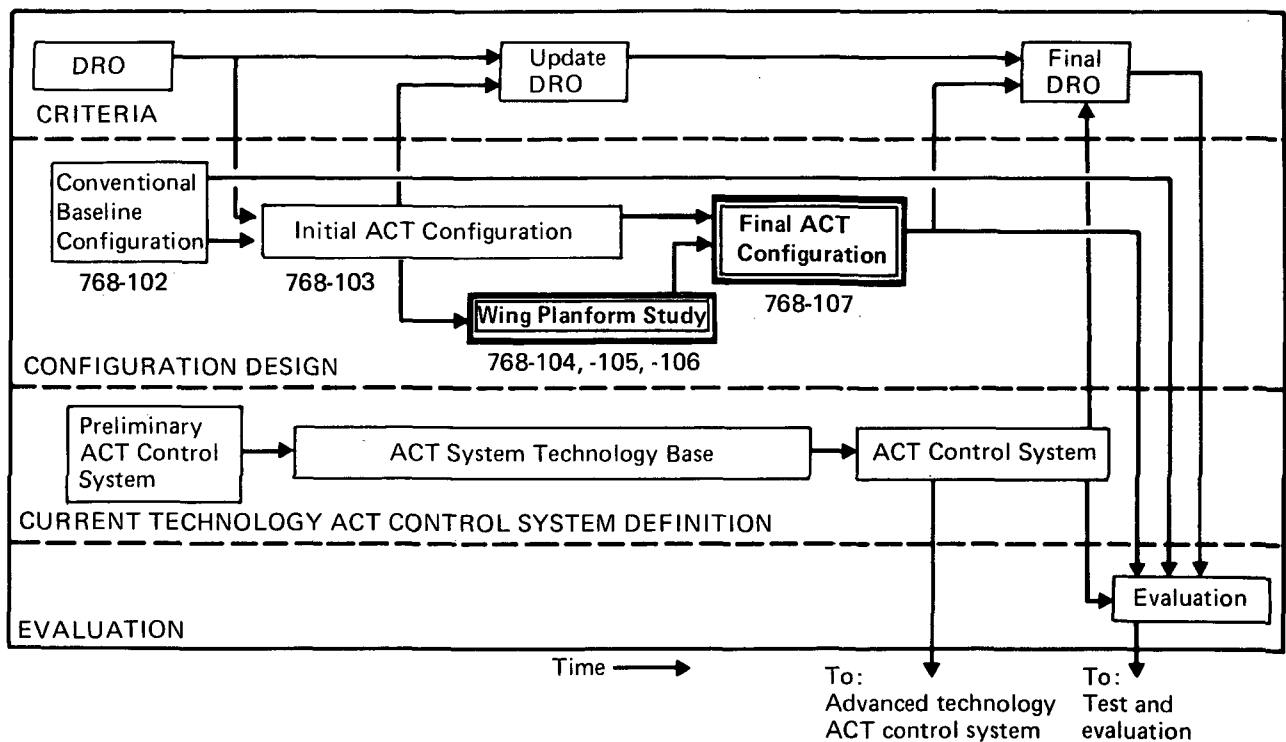 DRO
Update
DRO
Final
DRO
CRITERIA
Conventional
Baseline
Configuration
768-102
Initial ACT Configuration
768-103
Final ACT
Configuration
768-107
Wing Planform Study
768-104, -105, -106
CONFIGURATION DESIGN
Preliminary
ACT Control
System
ACT System Technology Base
ACT Control System
CURRENT TECHNOLOGY ACT CONTROL SYSTEM DEFINITION
Evaluation
EVALUATION
Time
To:
Advanced technology
ACT control system
To:
Test and
evaluation